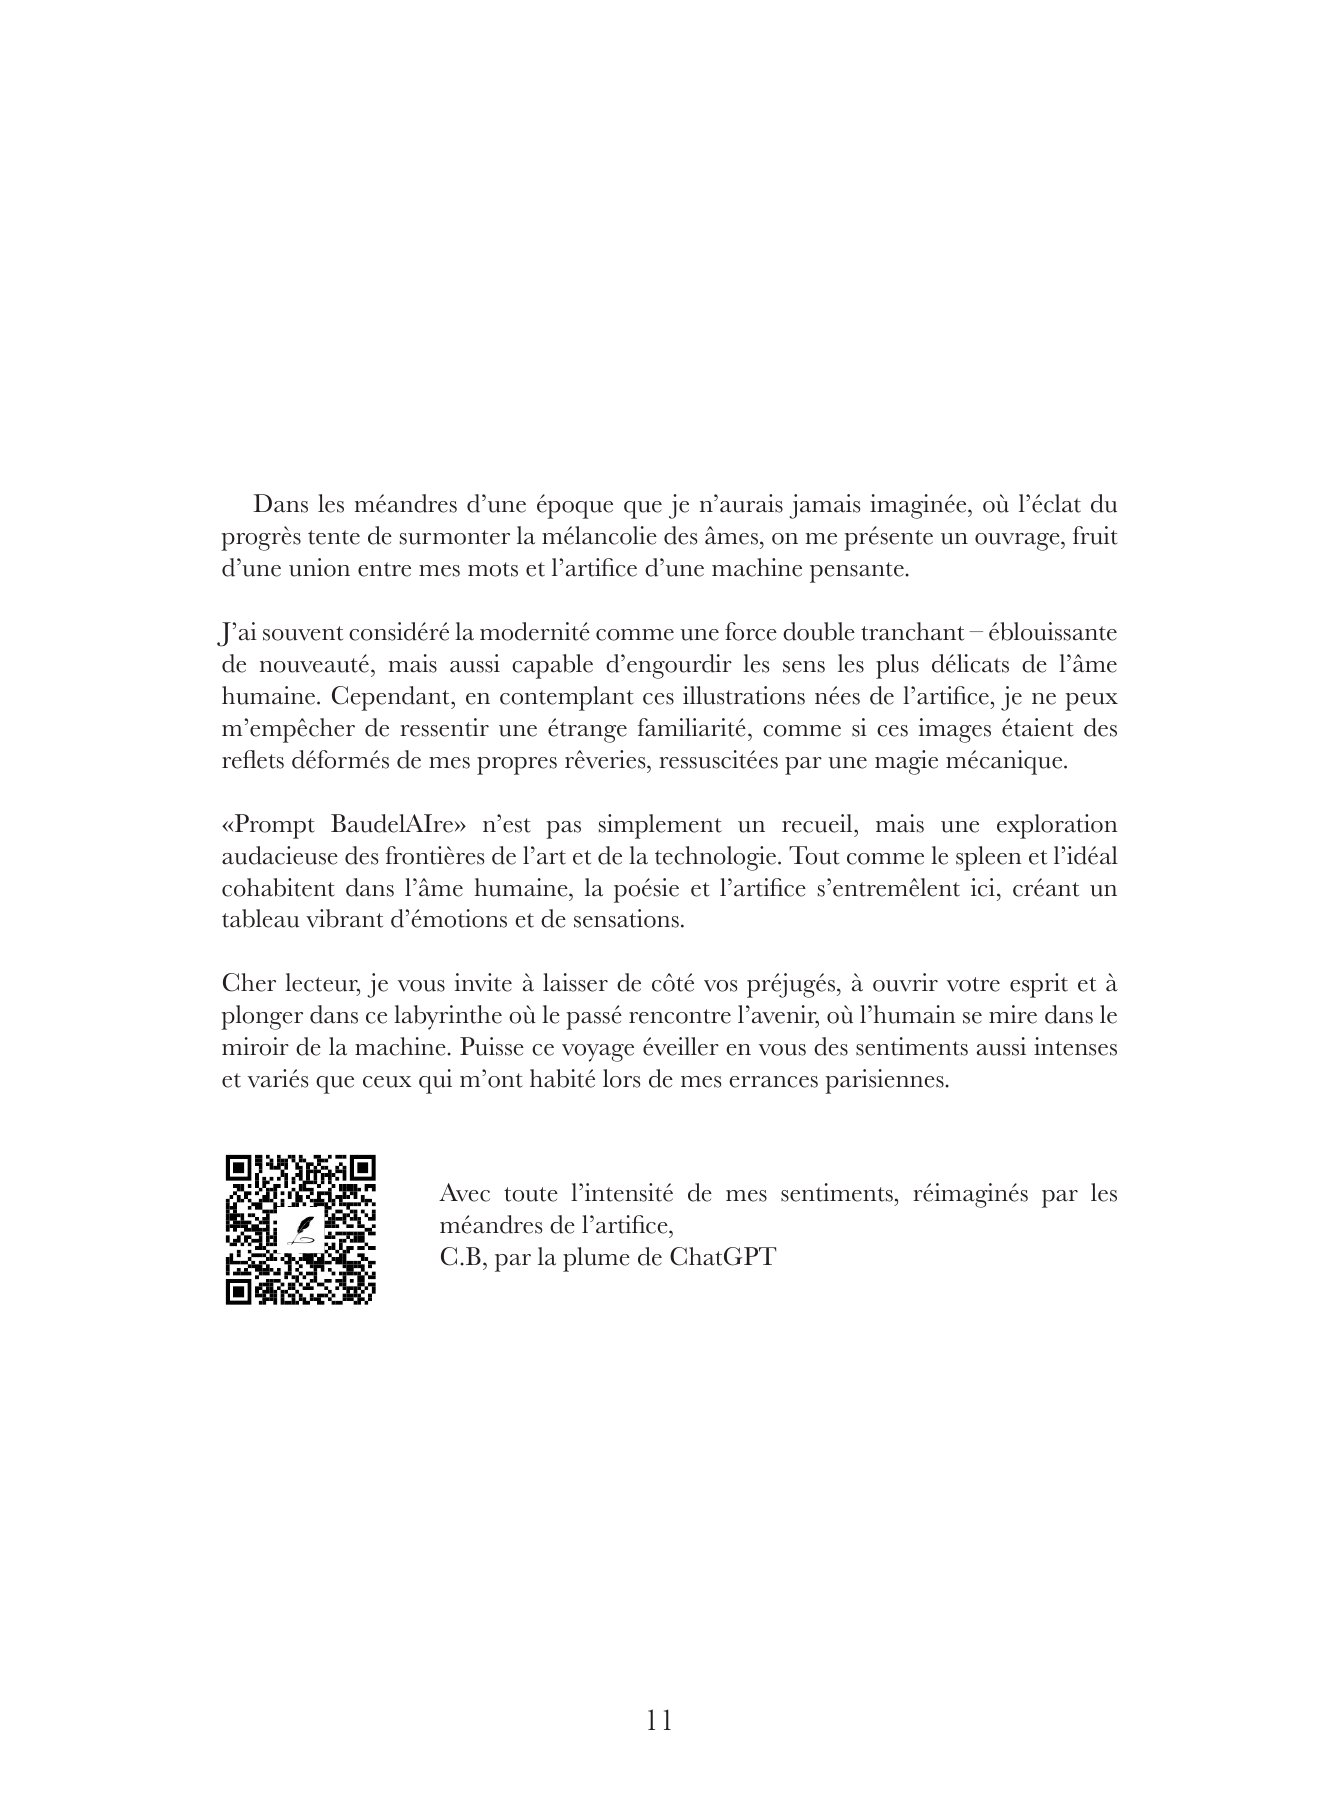 Dans les méandres d’une époque que je n’aurais jamais imaginée, où l’éclat du
progrès tente de surmonter la mélancolie des âmes, on me présente un ouvrage, fruit
d’une union entre mes mots et l’artifice d’une machine pensante.
J’ai souvent considéré la modernité comme une force double tranchant – éblouissante
de nouveauté, mais aussi capable d’engourdir les sens les plus délicats de l’âme
humaine. Cependant, en contemplant ces illustrations nées de l’artifice, je ne peux
m’empêcher de ressentir une étrange familiarité, comme si ces images étaient des
reflets déformés de mes propres rêveries, ressuscitées par une magie mécanique.
«Prompt BaudelAIre» n’est pas simplement un recueil, mais une exploration
audacieuse des frontières de l’art et de la technologie. Tout comme le spleen et l’idéal
cohabitent dans l’âme humaine, la poésie et l’artifice s’entremêlent ici, créant un
tableau vibrant d’émotions et de sensations.
Cher lecteur, je vous invite à laisser de côté vos préjugés, à ouvrir votre esprit et à
plonger dans ce labyrinthe où le passé rencontre l’avenir, où l’humain se mire dans le
miroir de la machine. Puisse ce voyage éveiller en vous des sentiments aussi intenses
et variés que ceux qui m’ont habité lors de mes errances parisiennes.
Avec toute l’intensité de mes sentiments, réimaginés par les
méandres de l’artifice,
C.B, par la plume de ChatGPT
11